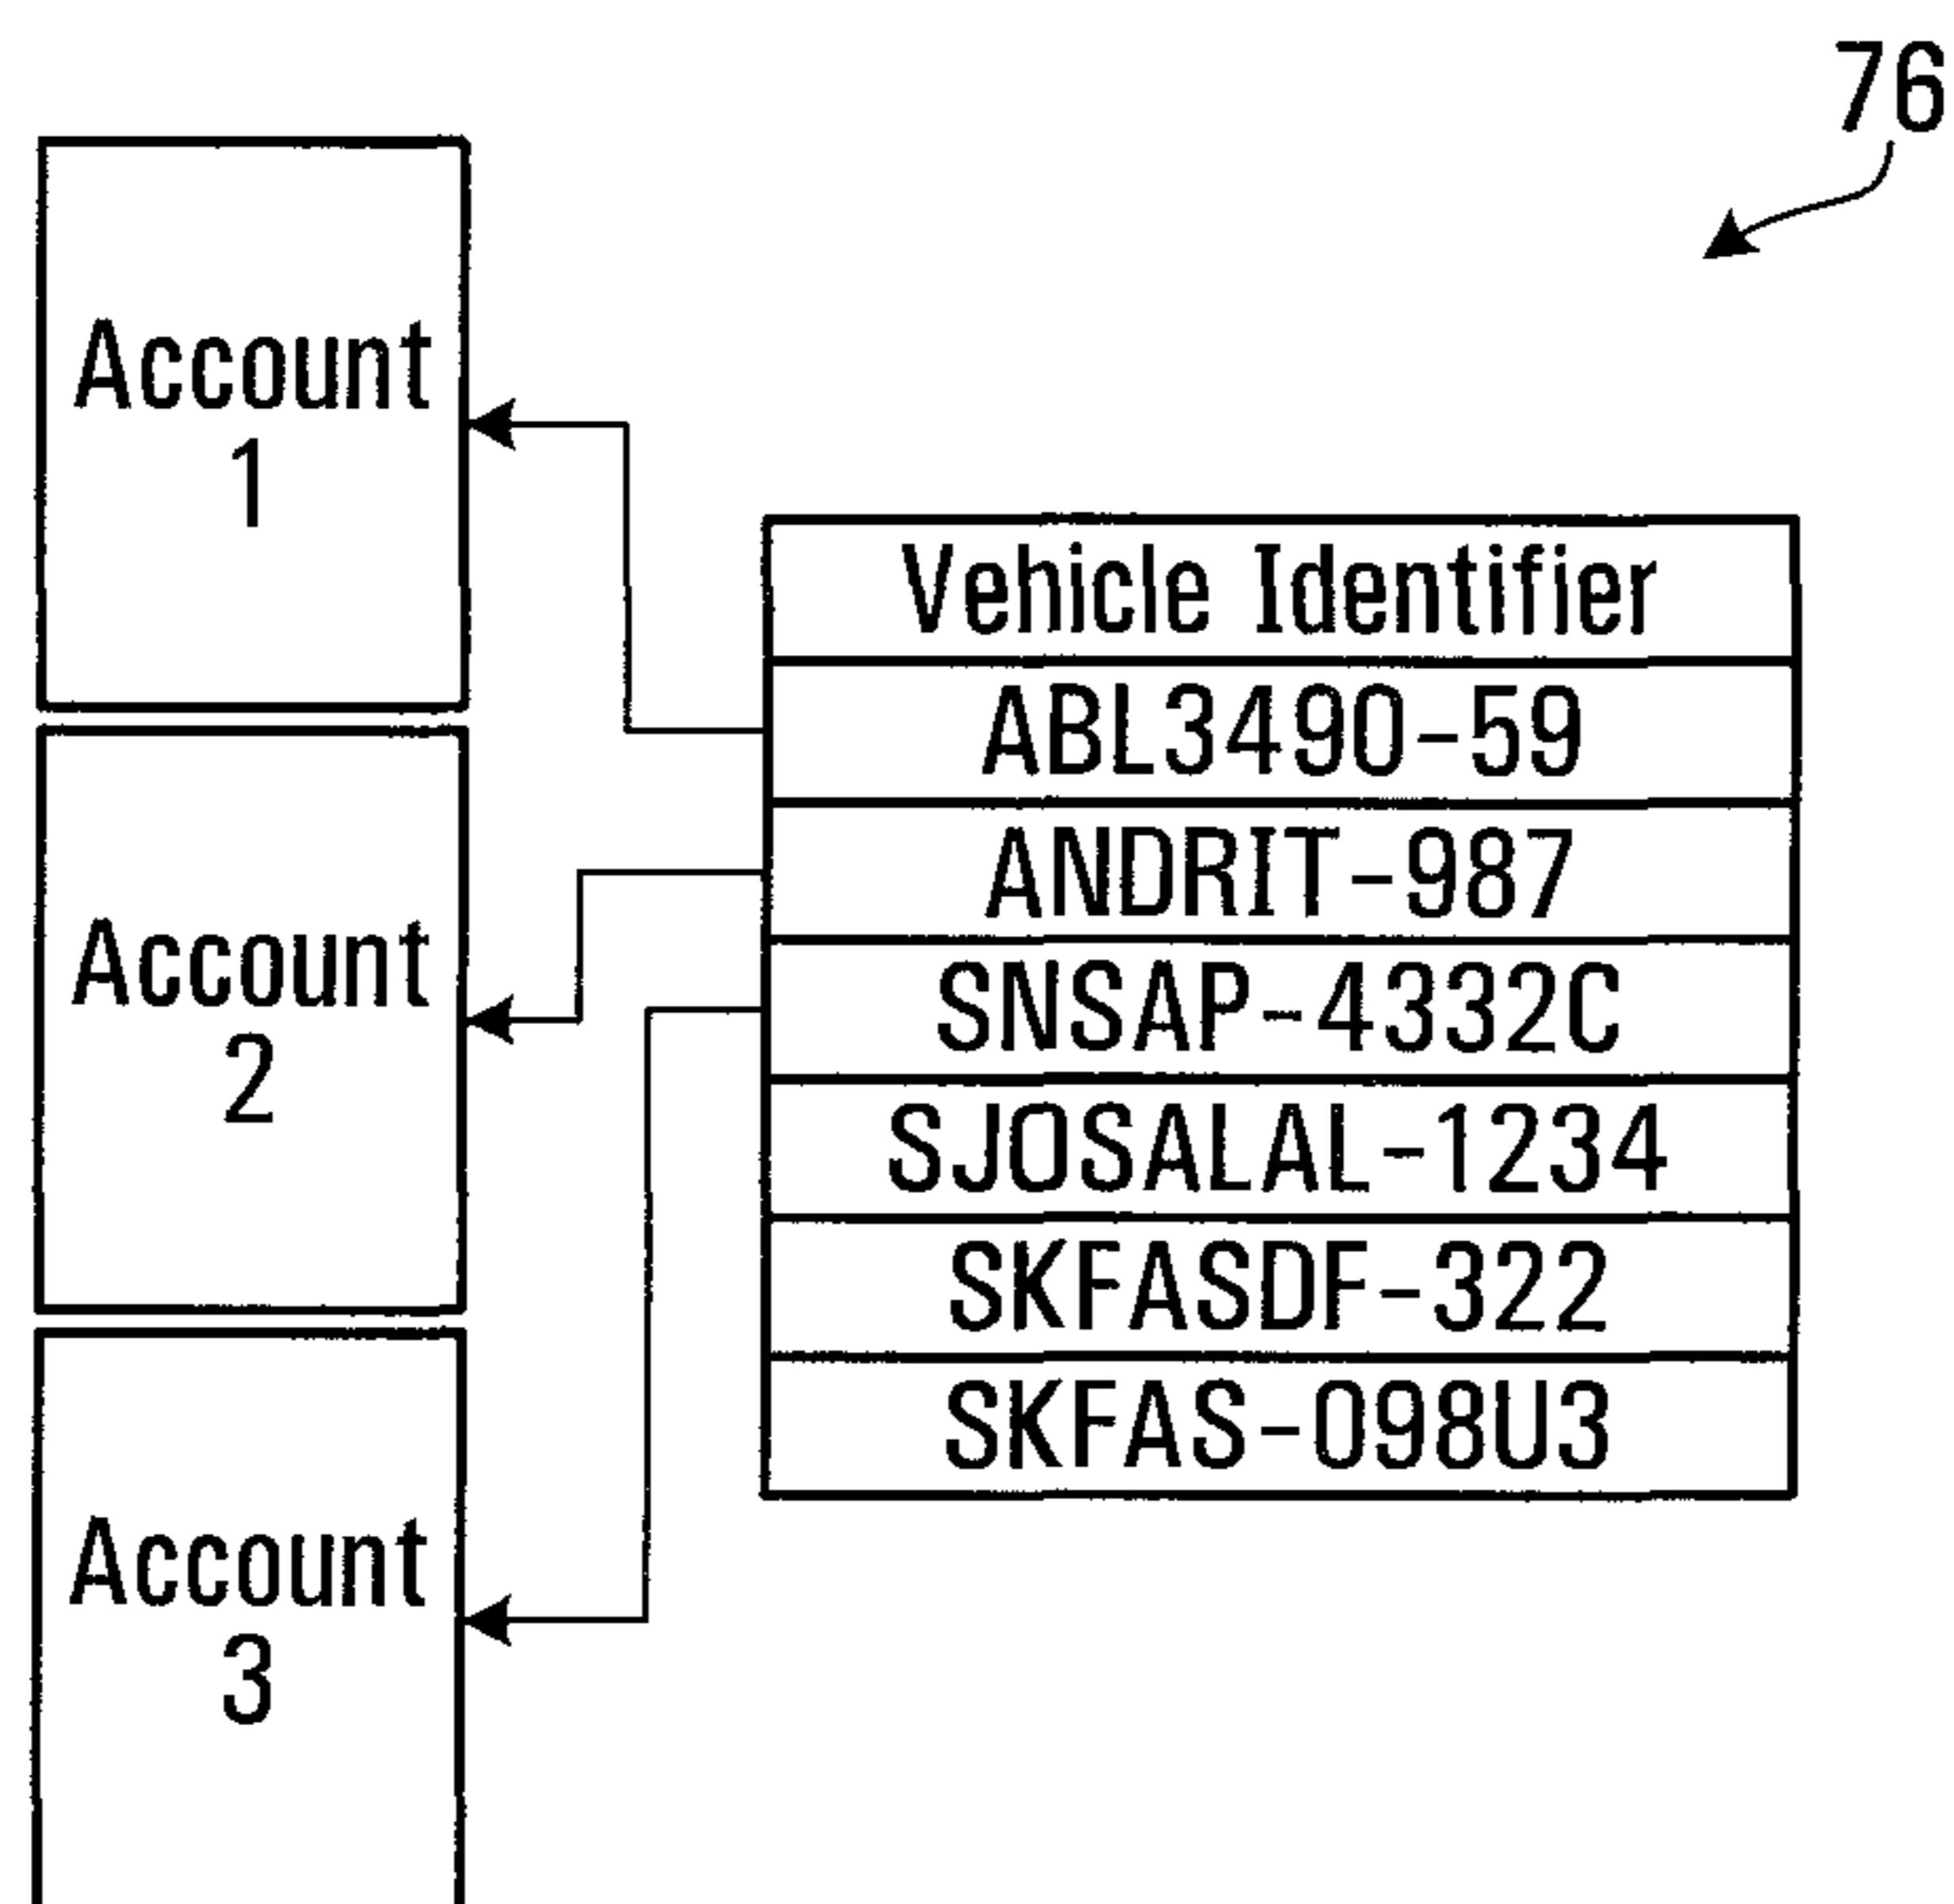 76
Account
1
Account
2
Account
3
Vehicle Identifier
ABL3490-59
ANDRIT-987
SNSAP-4332C
SJOSALAL-1234
SKFASDF-322
SKFAS-098U3